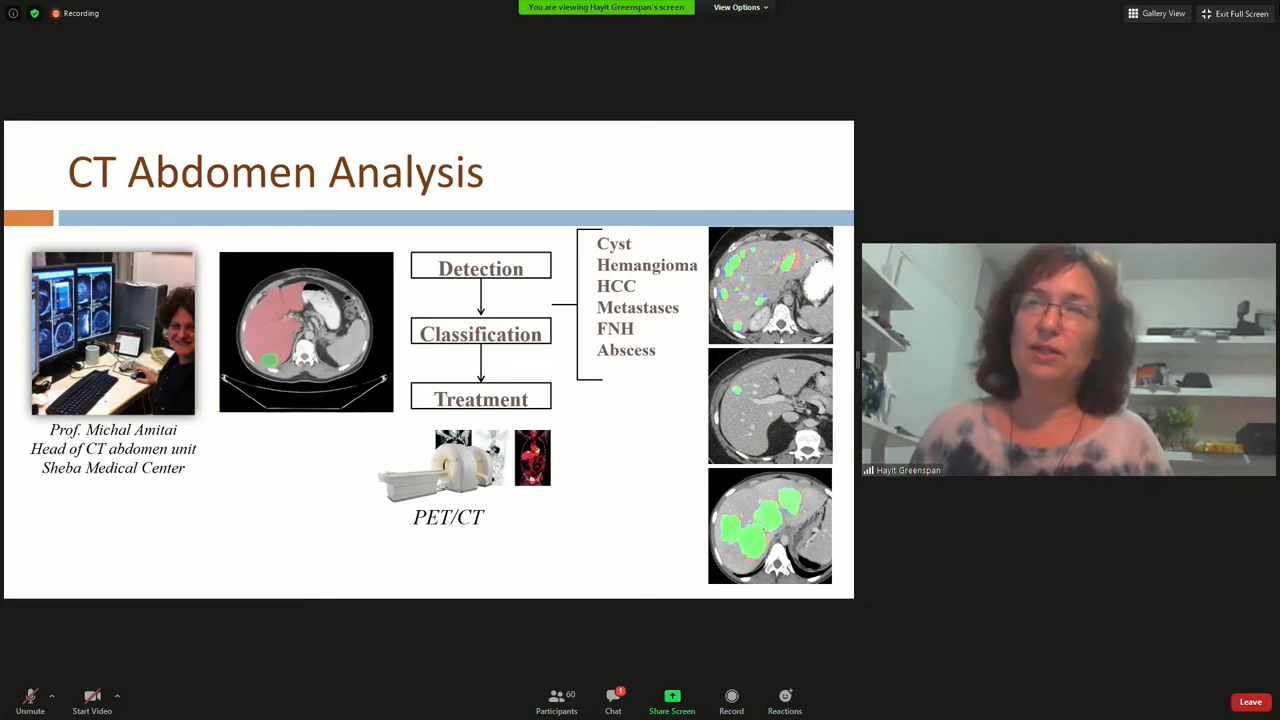 Recording
You are viewing Hayit Greenspan's screen
View Options
Gallery View
Exit Full Screen
CT Abdomen Analysis
Detection
Classification
Treatment
Cyst
Hemangioma
HCC
Metastases
FNH
Abscess
Prof. Michal Amitai
Head of CT abdomen unit
Sheba Medical Center
PET/CT
Hayit Greenspan
Unmute
Start Video
60
Participants
1
Chat
Share Screen
Record
Reactions
Leave